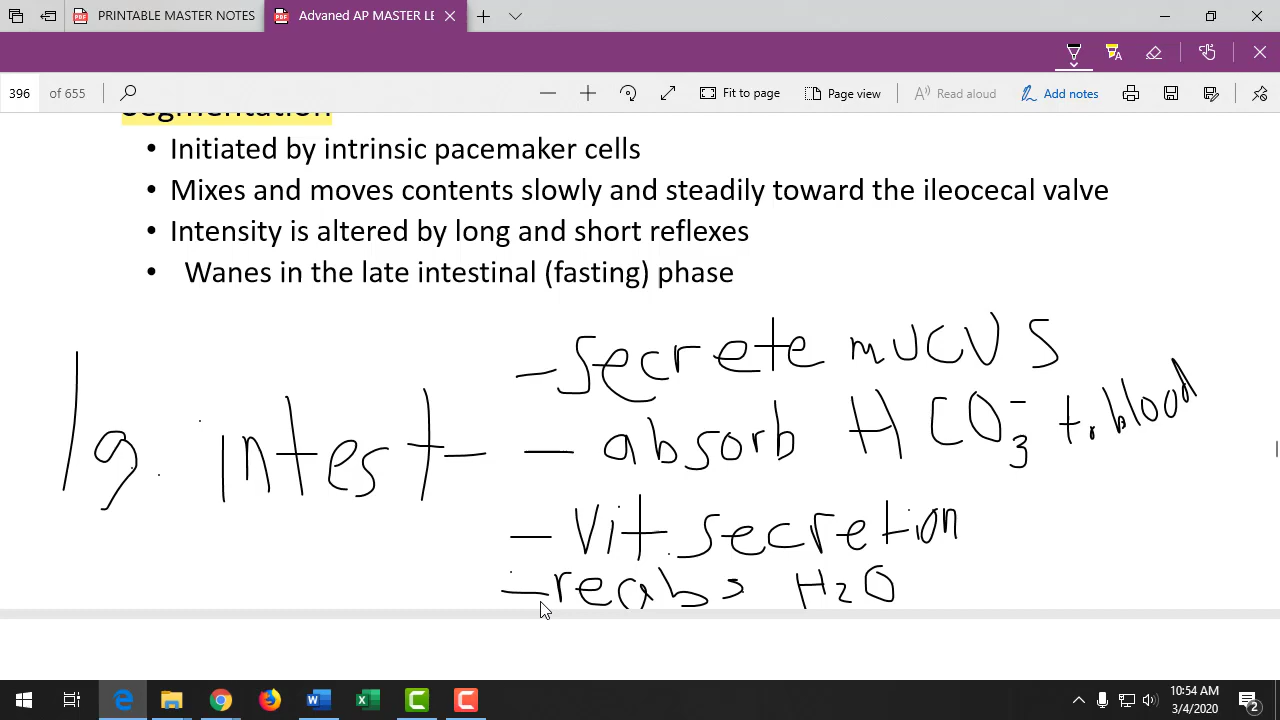 PRINTABLE MASTER NOTES
Advaned AP MASTER LE
396 of 655
Fit to page
Page view
Read aloud
Add notes
Segmentation
• Initiated by intrinsic pacemaker cells
• Mixes and moves contents slowly and steadily toward the ileocecal valve
• Intensity is altered by long and short reflexes
• Wanes in the late intestinal (fasting) phase
lg. intest -
- secrete mucus
- absorb HCO3⁻ to blood
- Vit. secretion
- reabs H2O
10:54 AM
3/4/2020
2